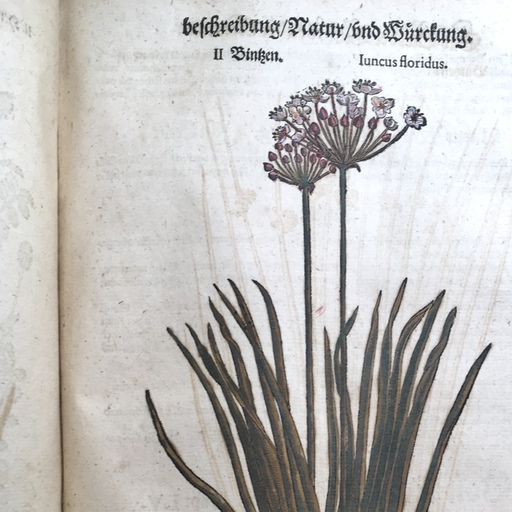 beschreibung/Natur/vnd Würckung.
II Bintzen. Iuncus floridus.